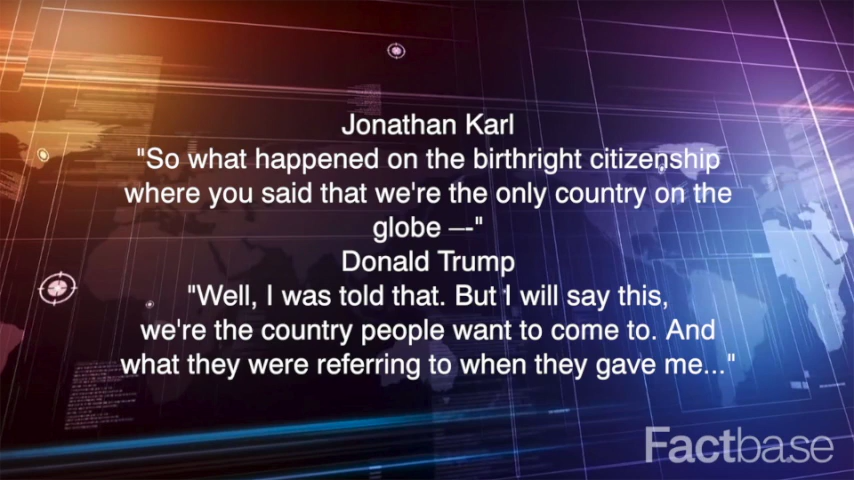 Jonathan Karl
"So what happened on the birthright citizenship
where you said that we're the only country on the
globe —-"
Donald Trump
"Well, I was told that. But I will say this,
we're the country people want to come to. And
what they were referring to when they gave me..."
Factbase